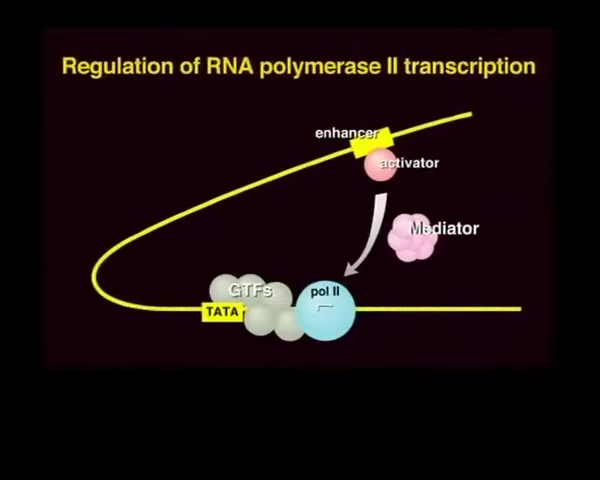 Regulation of RNA polymerase II transcription
enhancer
activator
Mediator
GTFs
pol II
TATA